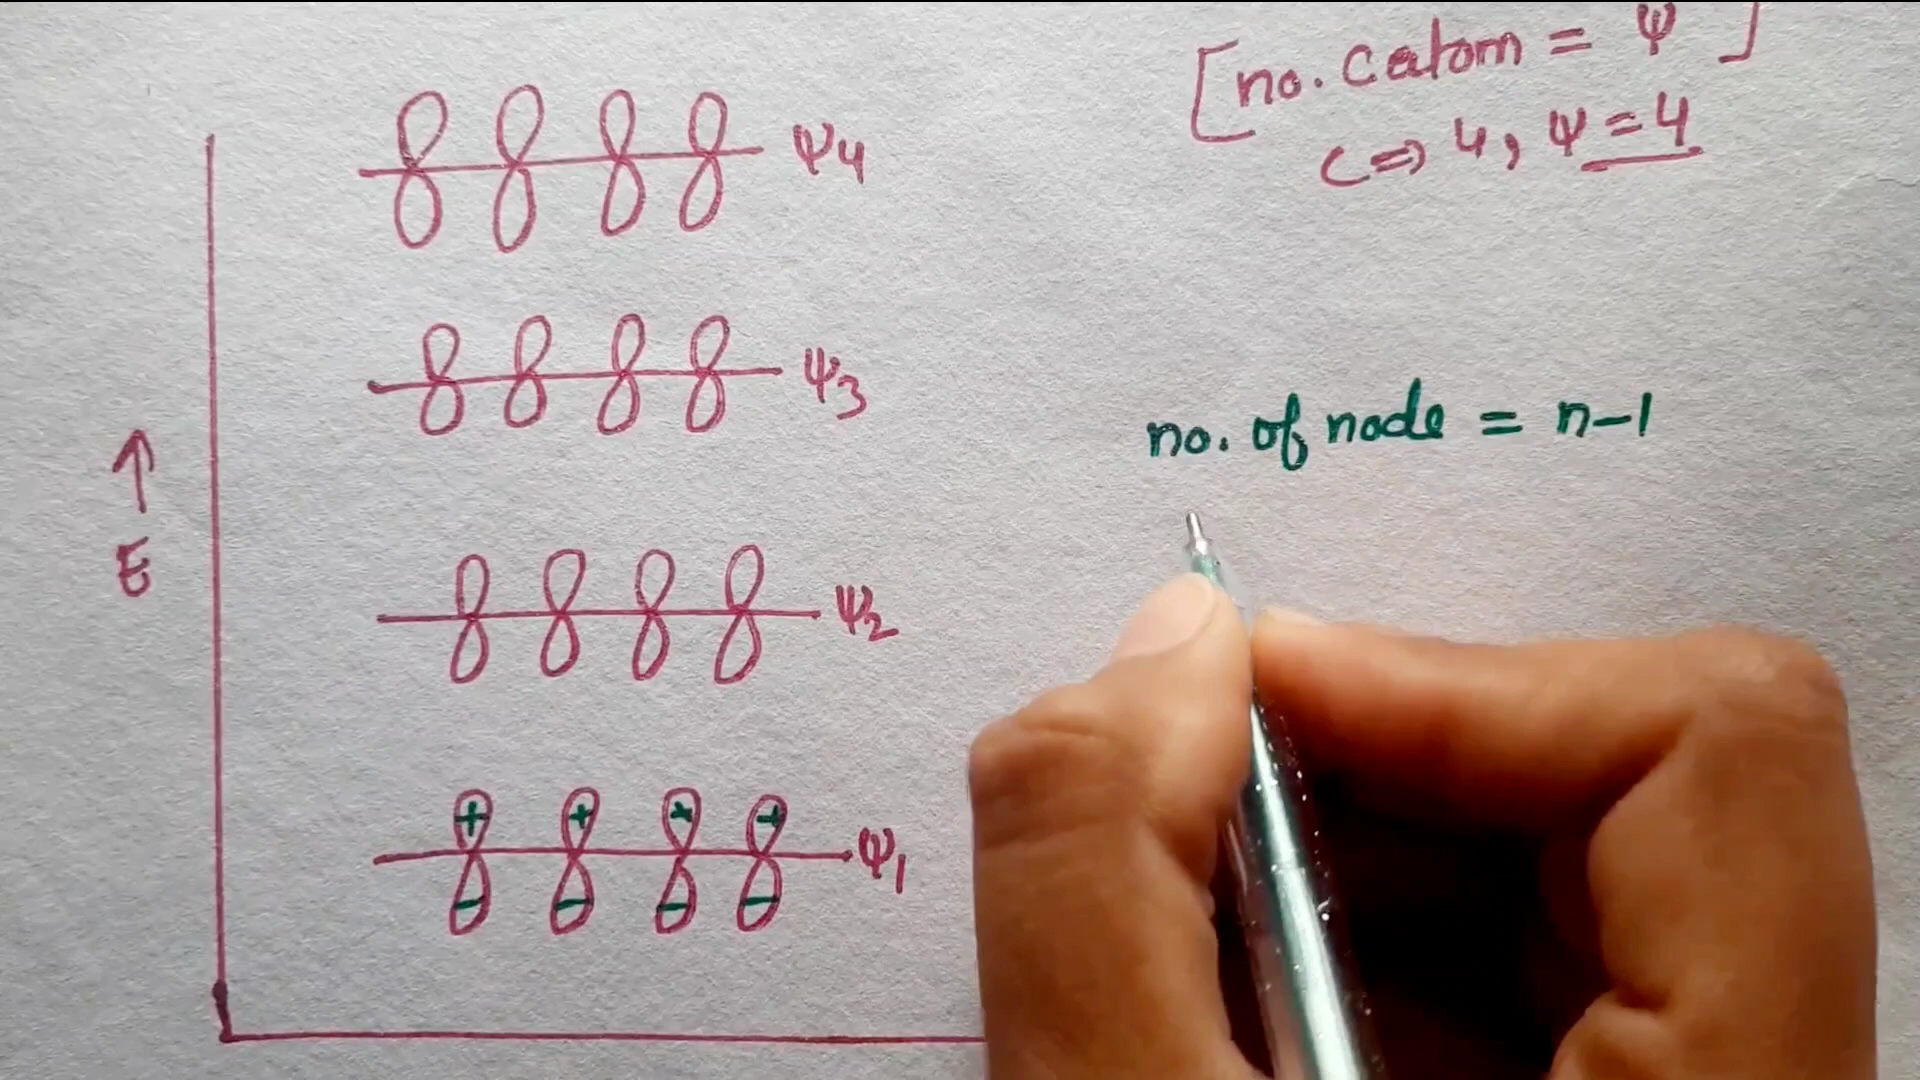 [no. c atom = ψ]
(⇒) 4, ψ = 4
ψ4
ψ3
no. of node = n-1
↑
E
ψ2
+ + + +
ψ1
- - - -